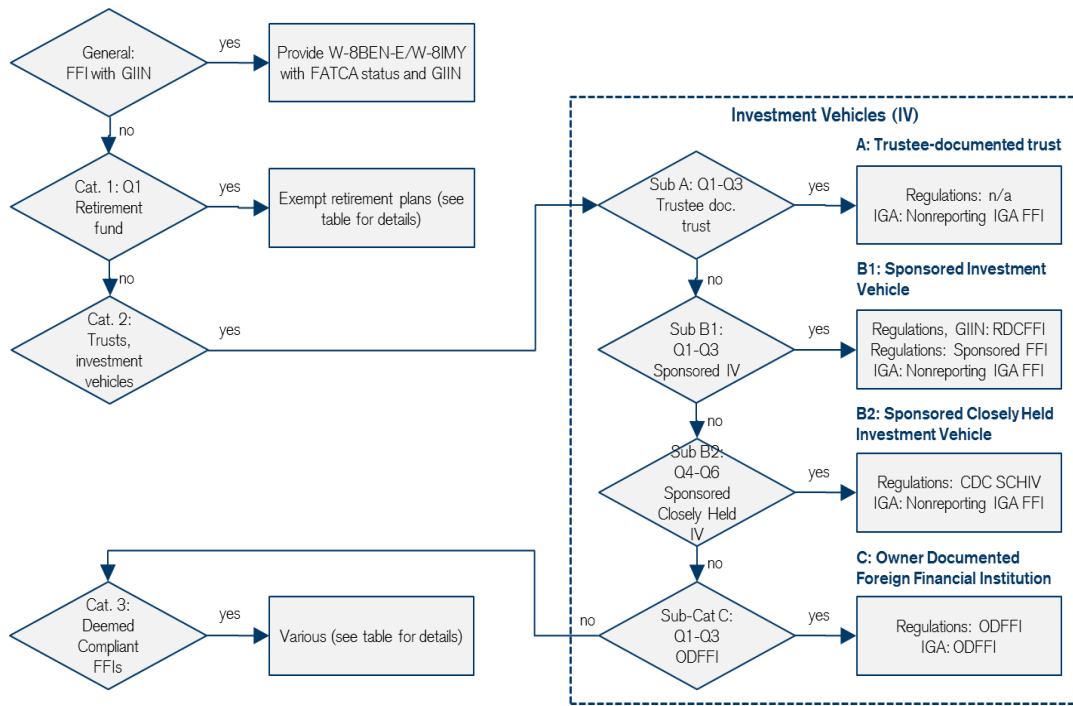 General:
FFI with GIIN
yes
Provide W-8BEN-E/W-8IMY
with FATCA status and GIIN
no
Cat. 1: Q1
Retirement
fund
yes
Exempt retirement plans (see
table for details)
no
Cat. 2:
Trusts,
investment
vehicles
yes
Investment Vehicles (IV)
A: Trustee-documented trust
Sub A: Q1-Q3
Trustee doc.
trust
yes
Regulations: n/a
IGA: Nonreporting IGA FFI
no
B1: Sponsored Investment
Vehicle
Sub B1:
Q1-Q3
Sponsored IV
yes
Regulations, GIIN: RDCFFI
Regulations: Sponsored FFI
IGA: Nonreporting IGA FFI
no
B2: Sponsored Closely Held
Investment Vehicle
Sub B2:
Q4-Q6
Sponsored
Closely Held
IV
yes
Regulations: CDC SCHIV
IGA: Nonreporting IGA FFI
no
C: Owner Documented
Foreign Financial Institution
Sub-Cat C:
Q1-Q3
ODFFI
yes
Regulations: ODFFI
IGA: ODFFI
no
Cat. 3:
Deemed
Compliant
FFIs
yes
Various (see table for details)